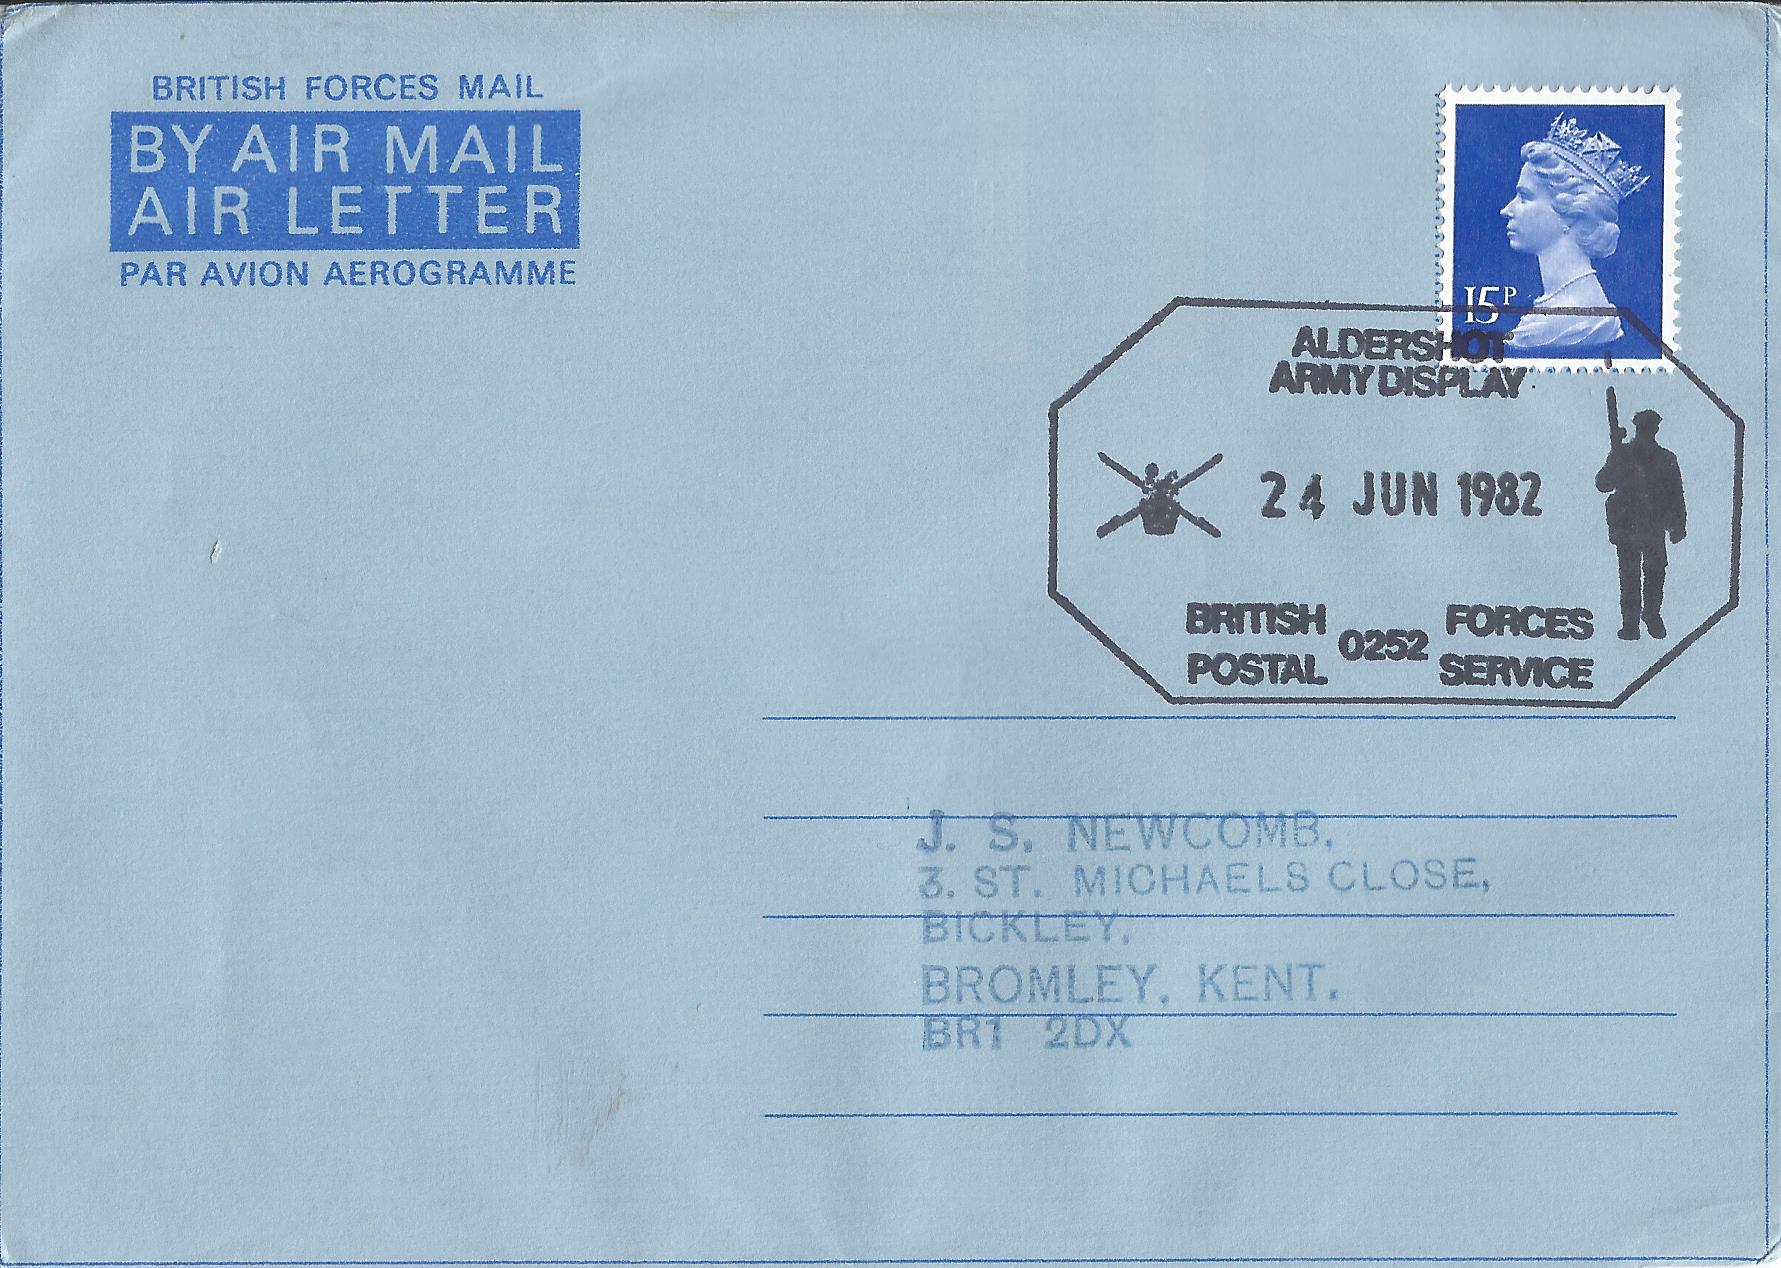 BRITISH FORCES MAIL
BY AIR MAIL
AIR LETTER
PAR AVION AEROGRAMME
15P
ALDERSHOT
ARMY DISPLAY
24 JUN 1982
BRITISH FORCES
0252
POSTAL SERVICE
J. S. NEWCOMB,
3. ST. MICHAELS CLOSE,
BICKLEY,
BROMLEY, KENT.
BR1 2DX